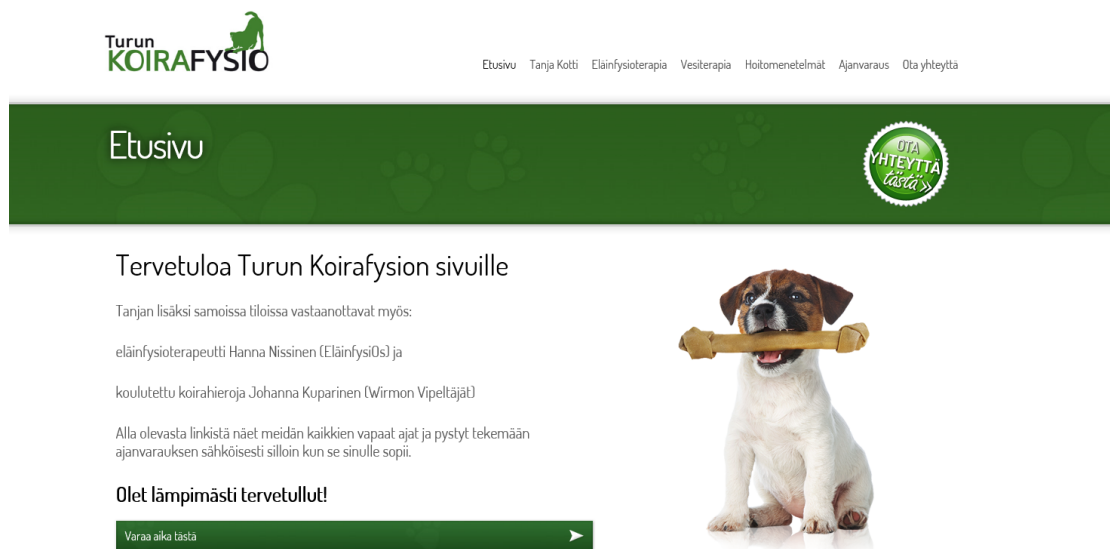 Turun
KOIRAFYSIO
Etusivu Tanja Kotti Eläinfysioterapia Vesiterapia Hoitomenetelmät Ajanvaraus Ota yhteyttä
Etusivu
OTA
YHTEYTTÄ
tästä »
Tervetuloa Turun Koirafysion sivuille
Tanjan lisäksi samoissa tiloissa vastaanottavat myös:
eläinfysioterapeutti Hanna Nissinen (EläinfysiOs) ja
koulutettu koirahieroja Johanna Kuparinen (Wirmon Vipeltäjät)
Alla olevasta linkistä näet meidän kaikkien vapaat ajat ja pystyt tekemään
ajanvarauksen sähköisesti silloin kun se sinulle sopii.
Olet lämpimästi tervetullut!
Varaa aika tästä